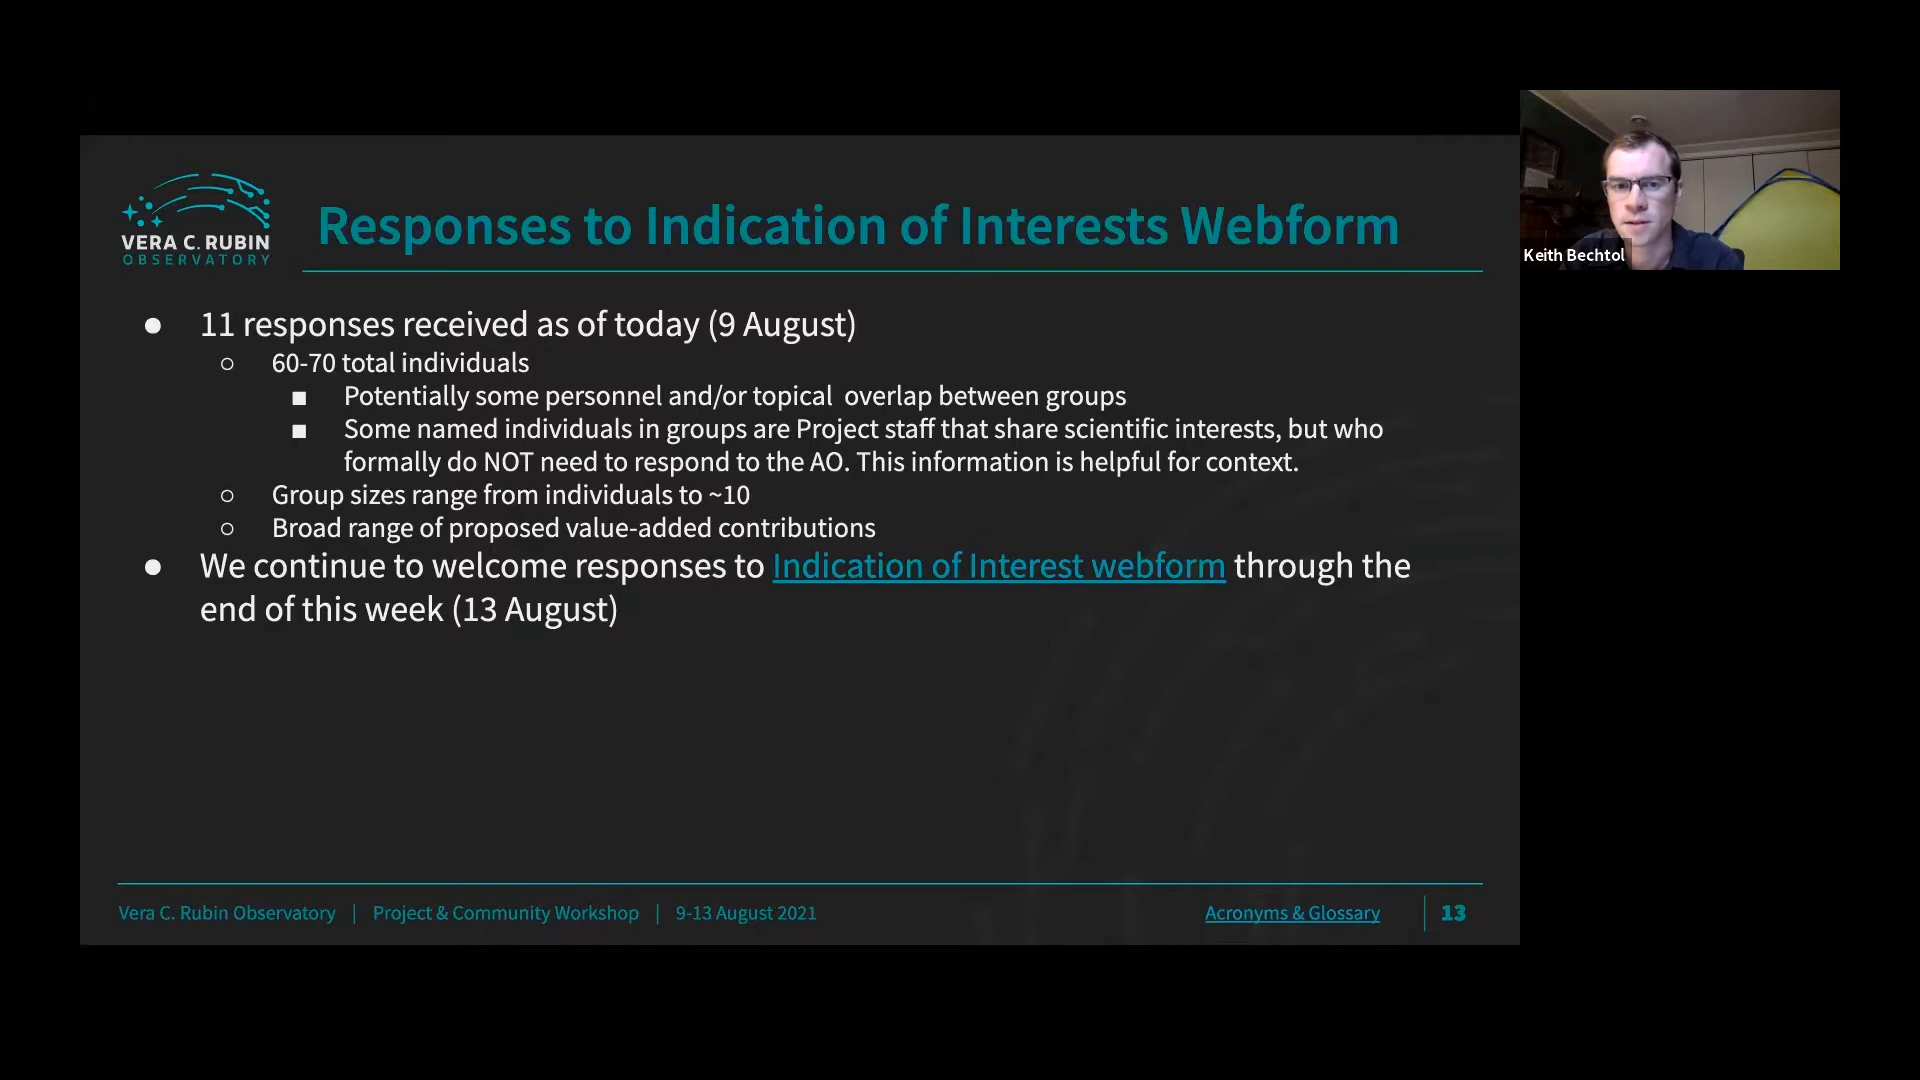 VERA C. RUBIN
OBSERVATORY
Responses to Indication of Interests Webform
● 11 responses received as of today (9 August)
○ 60-70 total individuals
■ Potentially some personnel and/or topical overlap between groups
■ Some named individuals in groups are Project staff that share scientific interests, but who
formally do NOT need to respond to the AO. This information is helpful for context.
○ Group sizes range from individuals to ~10
○ Broad range of proposed value-added contributions
● We continue to welcome responses to Indication of Interest webform through the
end of this week (13 August)
Vera C. Rubin Observatory | Project & Community Workshop | 9-13 August 2021
Acronyms & Glossary | 13
Keith Bechtol